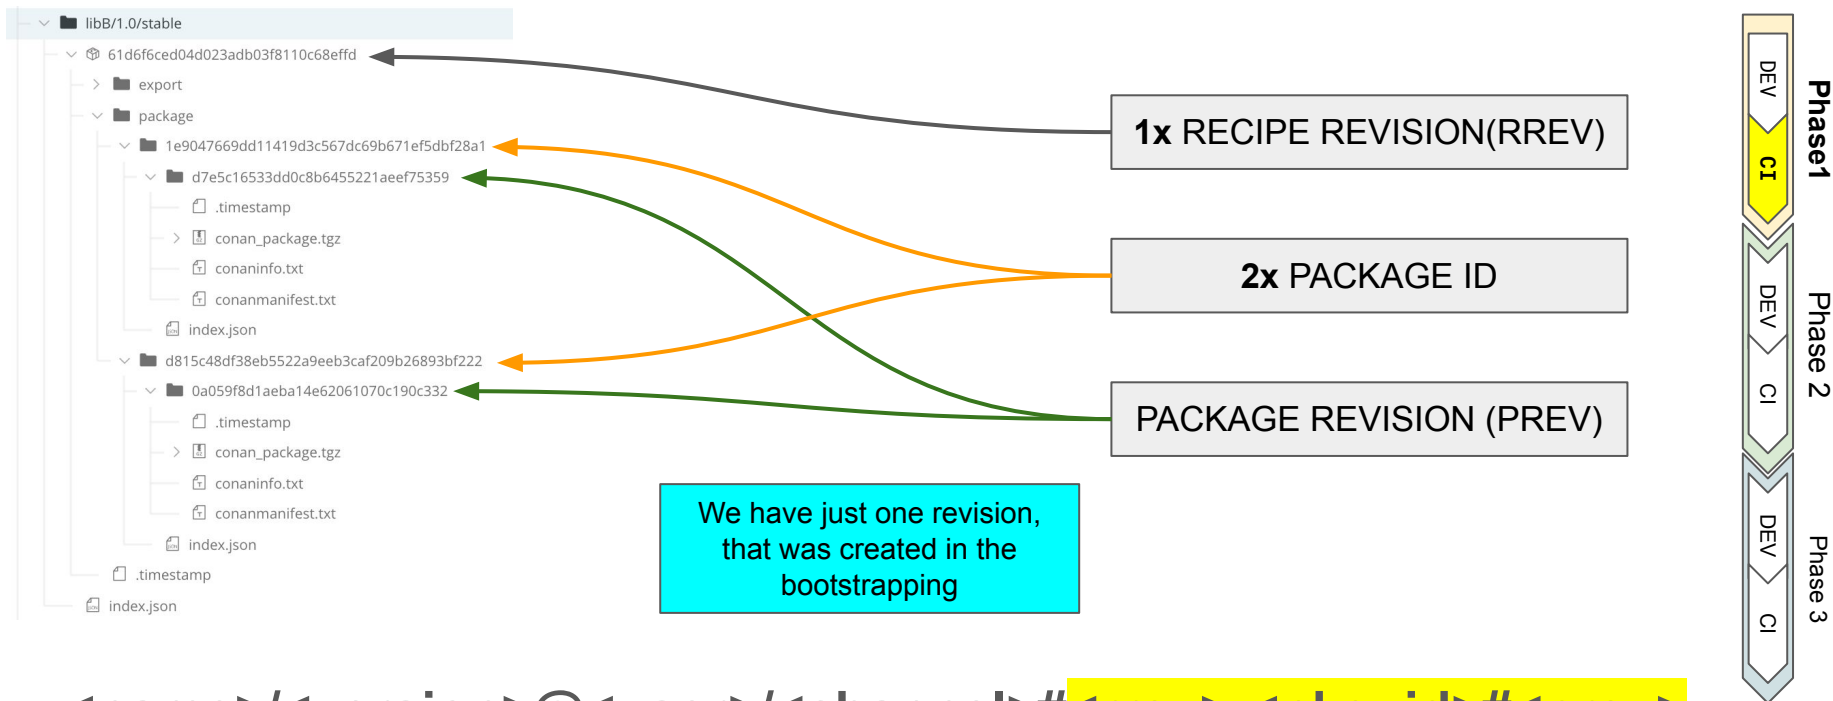 libB/1.0/stable
61d6f6ced04d023adb03f8110c68effd
export
package
1e9047669dd11419d3c567dc69b671ef5dbf28a1
d7e5c16533dd0c8b6455221aeef75359
.timestamp
conan_package.tgz
conaninfo.txt
conanmanifest.txt
index.json
d815c48df38eb5522a9eeb3caf209b26893bf222
0a059f8d1aeba14e62061070c190c332
.timestamp
conan_package.tgz
conaninfo.txt
conanmanifest.txt
index.json
.timestamp
index.json
1x RECIPE REVISION(RREV)
2x PACKAGE ID
PACKAGE REVISION (PREV)
We have just one revision,
that was created in the
bootstrapping
DEV
CI
Phase1
DEV
CI
Phase 2
DEV
CI
Phase 3